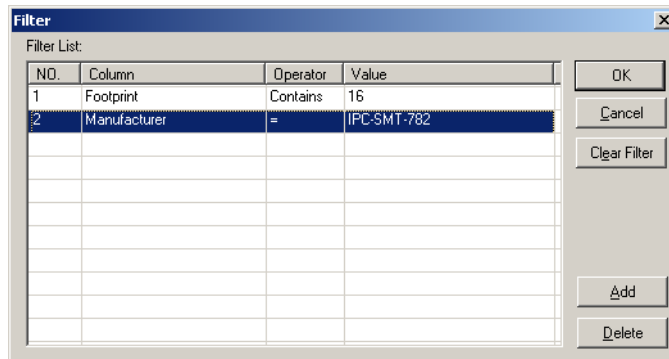 Filter
Filter List:
NO. Column Operator Value
1 Footprint Contains 16
2 Manufacturer = IPC-SMT-782
OK
Cancel
Clear Filter
Add
Delete